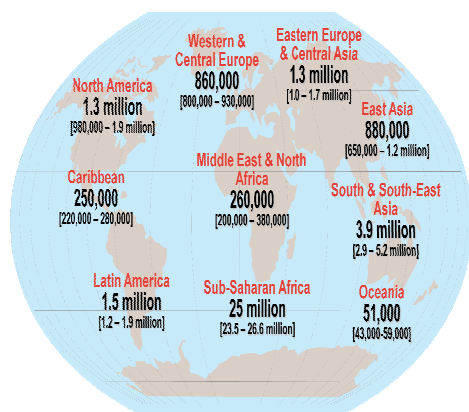 Western &
Central Europe
860,000
[800,000 – 930,000]
Eastern Europe
& Central Asia
1.3 million
[1.0 – 1.7 million]
North America
1.3 million
[980,000 – 1.9 million]
East Asia
880,000
[650,000 – 1.2 million]
Caribbean
250,000
[220,000 – 280,000]
Middle East & North
Africa
260,000
[200,000 – 380,000]
South & South-East
Asia
3.9 million
[2.9 – 5.2 million]
Latin America
1.5 million
[1.2 – 1.9 million]
Sub-Saharan Africa
25 million
[23.5 – 26.6 million]
Oceania
51,000
[43,000-59,000]